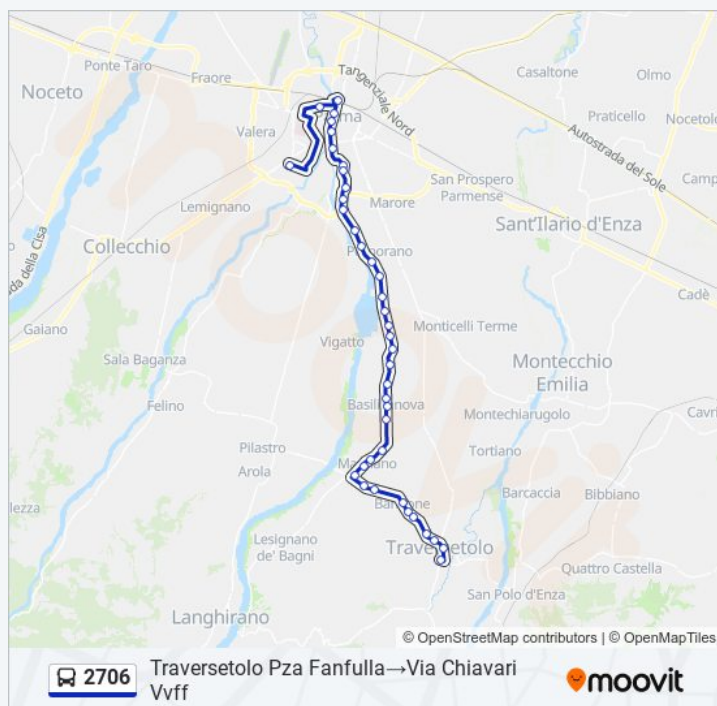 Ponte Taro
Fraore
Casaltone
Olmo
Noceto
Tangenziale Nord
Praticello
Nocetolo
Valera
Autostrada del Sole
San Prospero
Parmense
Lemignano
Marore
Sant'Ilario d'Enza
Collecchio
Cadè
Gaiano
Monticelli Terme
Vigatto
Sala Baganza
Montecchio
Emilia
Felino
Montechiarugolo
Pilastro
Arola
Tortiano
Barcaccia
Bibbiano
Lesignano
de' Bagni
Traversetolo
Quattro Castella
San Polo d'Enza
Langhirano
© OpenStreetMap contributors | © OpenMapTiles
2706
Traversetolo Pza Fanfulla→Via Chiavari
Vvff
moovit